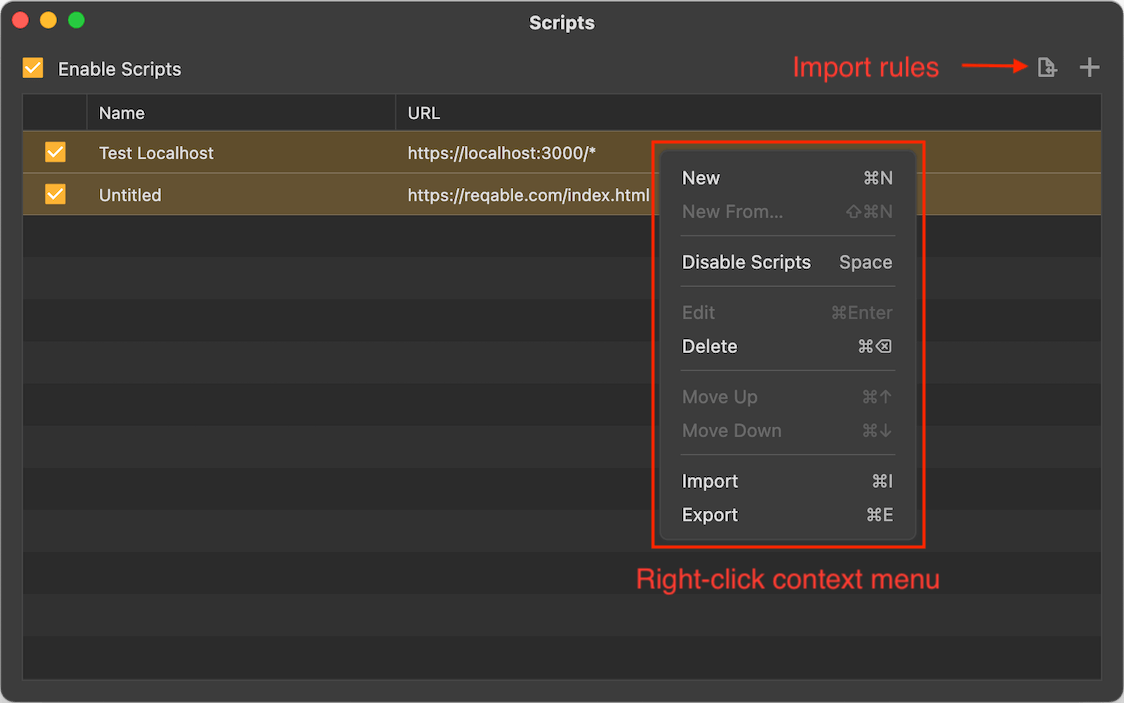 Scripts
Enable Scripts
Import rules
Name URL
Test Localhost https://localhost:3000/*
Untitled https://reqable.com/index.html
New ⌘N
New From... ⇧⌘N
Disable Scripts Space
Edit ⌘Enter
Delete ⌘⌫
Move Up ⌘↑
Move Down ⌘↓
Import ⌘I
Export ⌘E
Right-click context menu